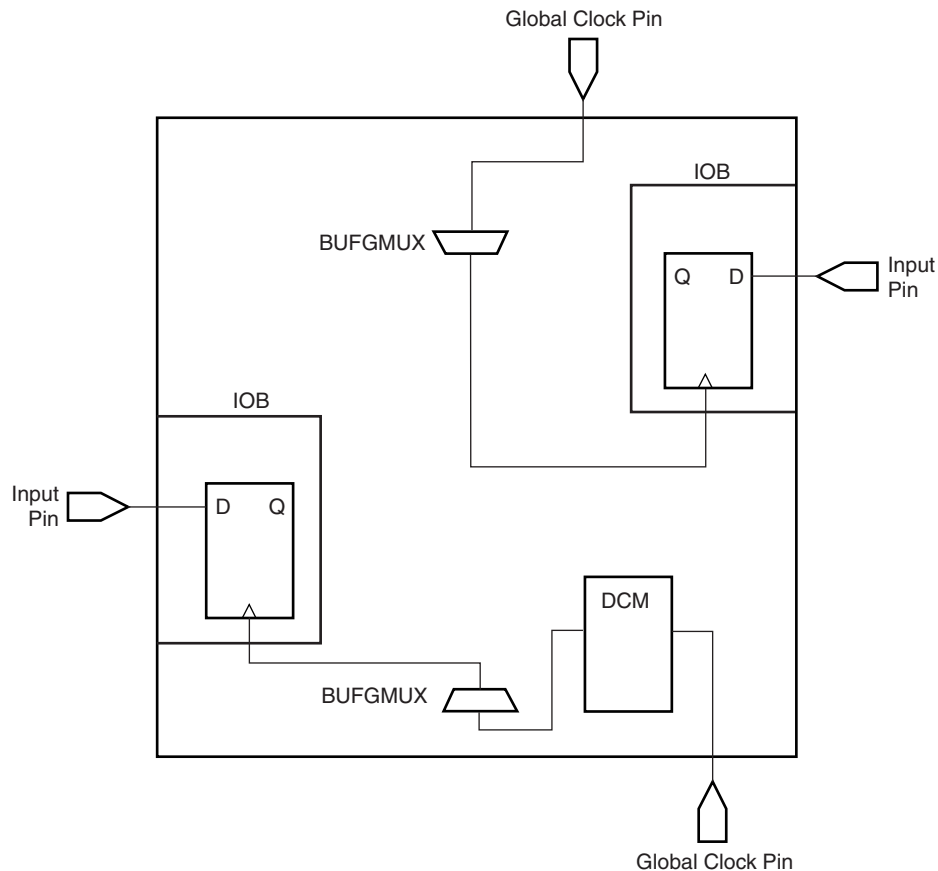 Global Clock Pin
IOB
BUFGMUX
Q D
Input
Pin
IOB
Input
Pin
D Q
DCM
BUFGMUX
Global Clock Pin